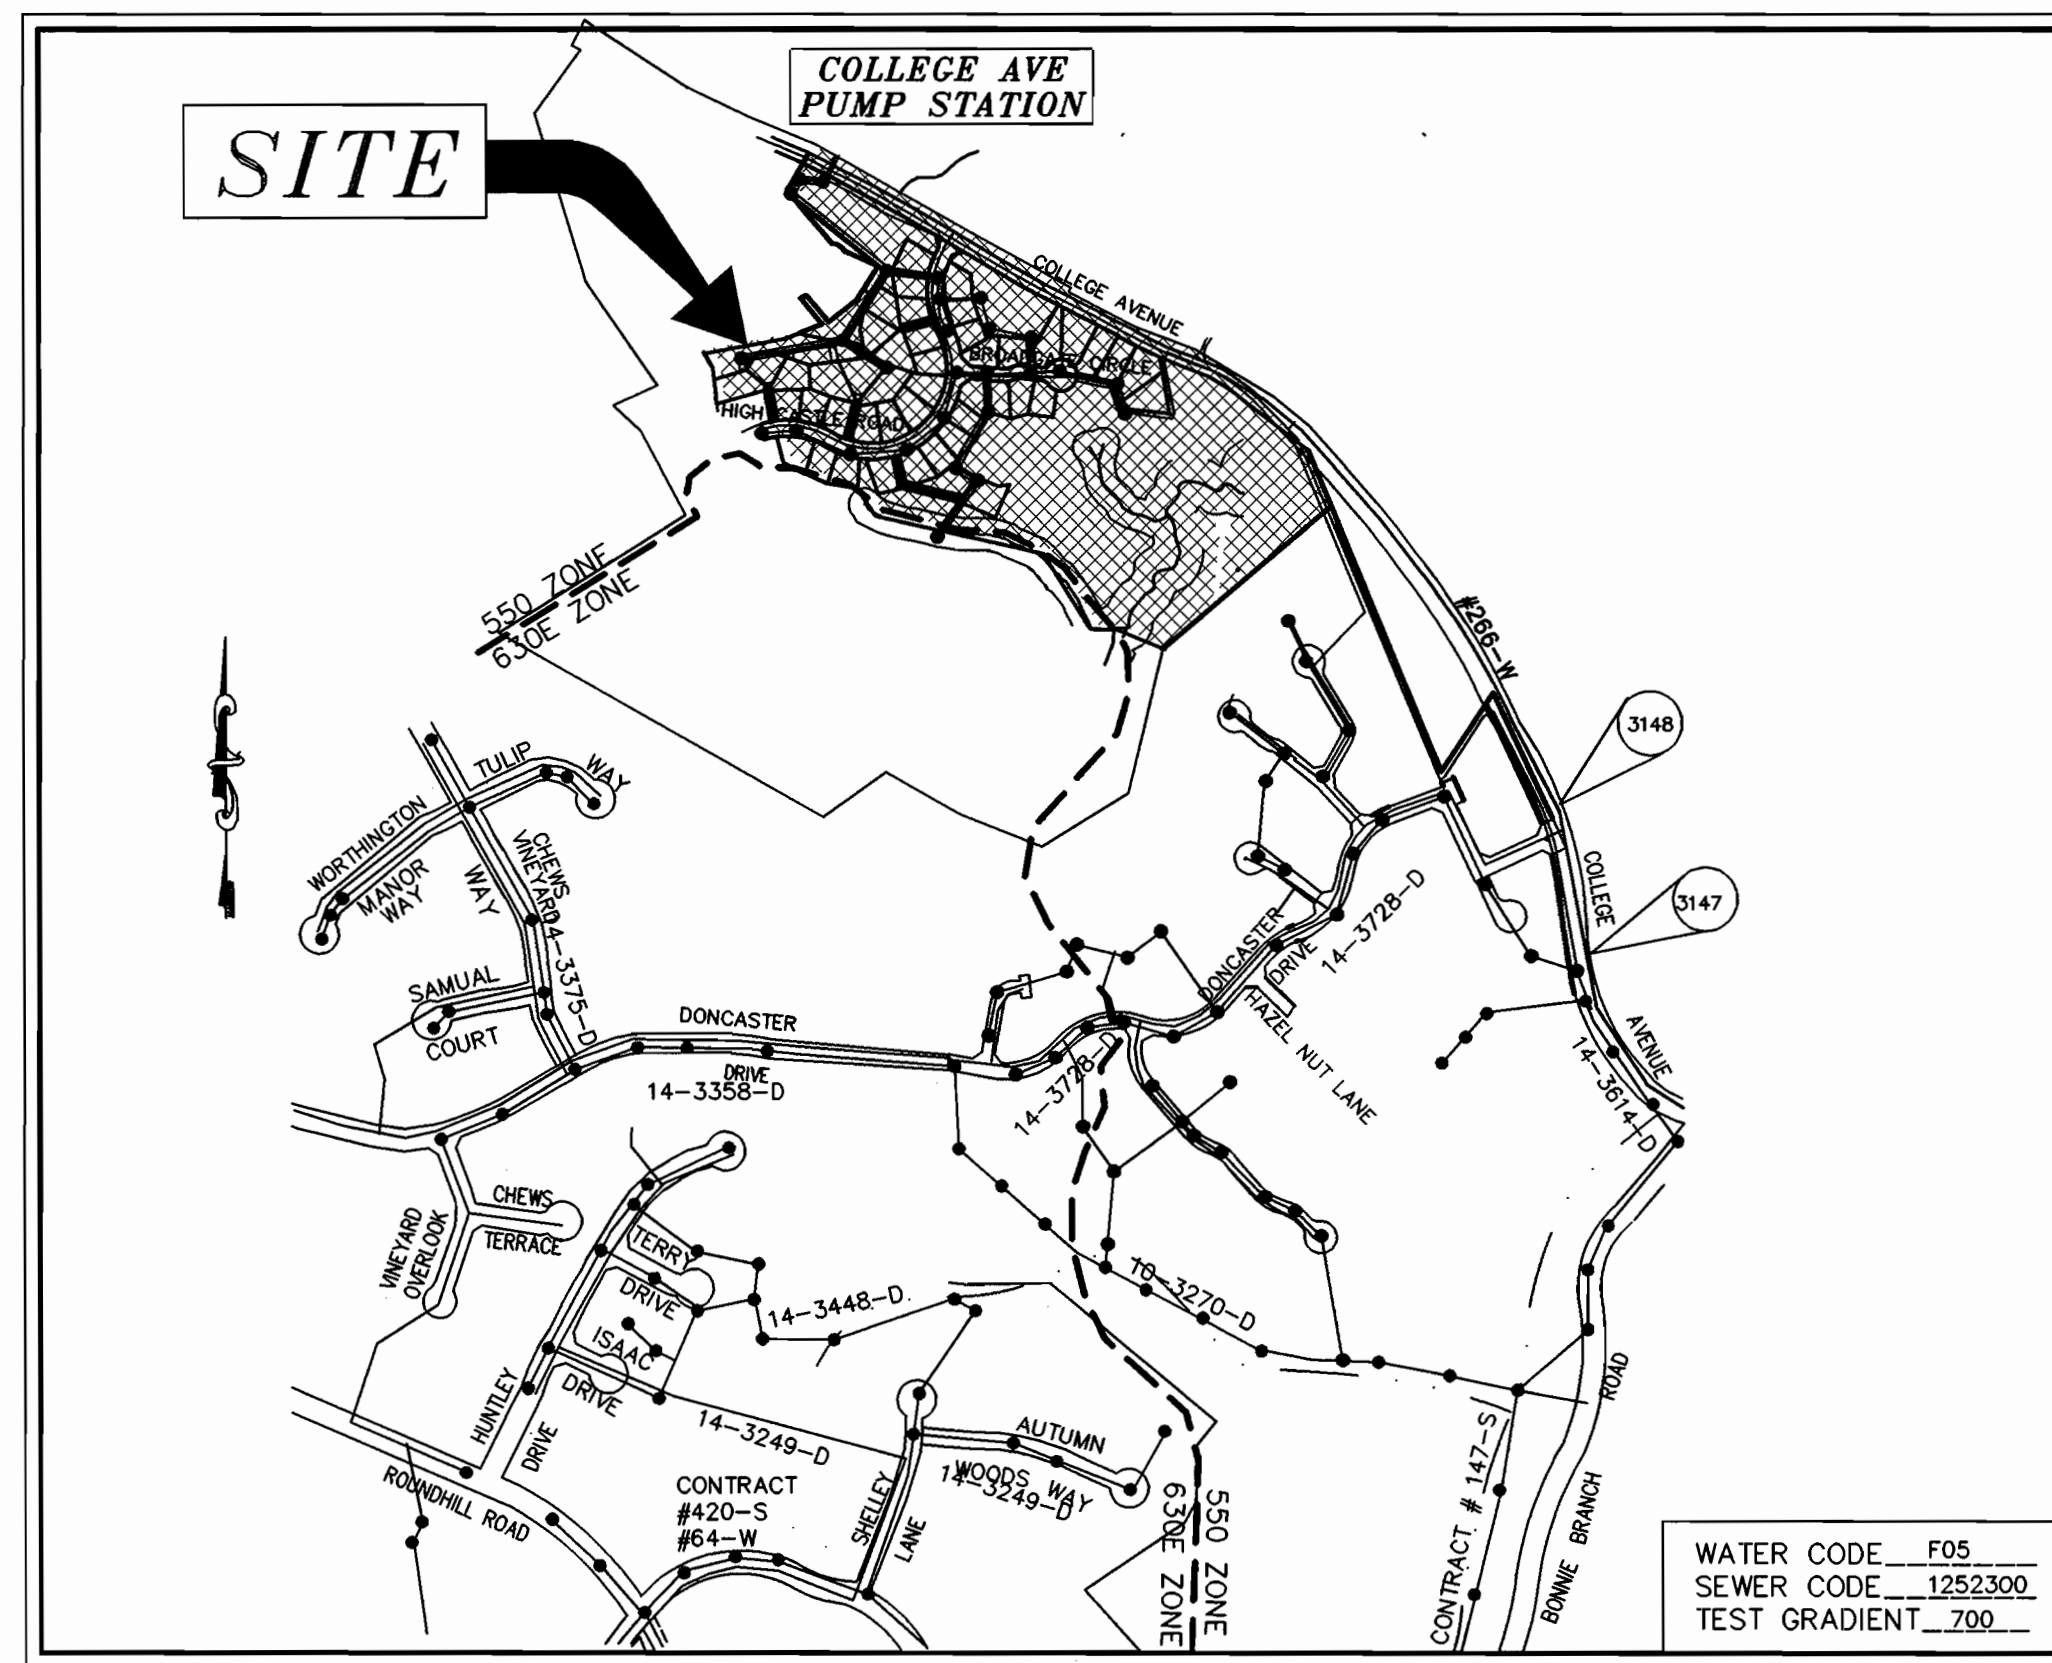 COLLEGE AVE
PUMP STATION
SITE
COLLEGE AVENUE
BROADGATE CIRCLE
HIGH CASTLE ROAD
550 ZONE
630E ZONE
#266-W
3148
TULIP
WAY
WORTHINGTON
MANOR
WAY
CHEWS
VINEYARD
WAY
14-3375-D
COLLEGE
3147
14-3728-D
DONCASTER
DRIVE
SAMUAL
COURT
DONCASTER
DRIVE
14-3358-D
HAZEL NUT LANE
14-3728-D
AVENUE
14-3614-D
CHEWS
TERRACE
VINEYARD
OVERLOOK
TERRY
DRIVE
14-3448-D
10-3270-D
ISAAC
DRIVE
HUNTLEY
DRIVE
14-3249-D
AUTUMN
WOODS WAY
14-3249-D
ROAD
ROUNDHILL ROAD
CONTRACT
#420-S
#64-W
SHELLEY
LANE
550 ZONE
630E ZONE
CONTRACT # 147-S
BONNIE BRANCH
WATER CODE F05
SEWER CODE 1252300
TEST GRADIENT 700